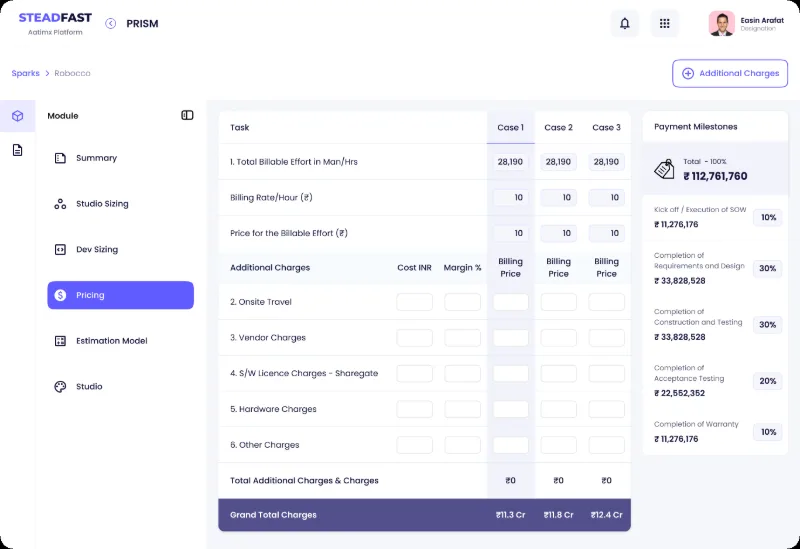 STEADFAST
Aatimx Platform
PRISM
Easin Arafat
Designation
Sparks > Robocco
Additional Charges
Module
Summary
Studio Sizing
Dev Sizing
Pricing
Estimation Model
Studio
Task Case 1 Case 2 Case 3
1. Total Billable Effort in Man/Hrs 28,190 28,190 28,190
Billing Rate/Hour (₹) 10 10 10
Price for the Billable Effort (₹) 10 10 10
Additional Charges Cost INR Margin % Billing Price Billing Price Billing Price
2. Onsite Travel
3. Vendor Charges
4. S/W Licence Charges - Sharegate
5. Hardware Charges
6. Other Charges
Total Additional Charges & Charges ₹0 ₹0 ₹0
Grand Total Charges ₹11.3 Cr ₹11.8 Cr ₹12.4 Cr
Payment Milestones
Total - 100%
₹ 112,761,760
Kick off / Execution of SOW
₹ 11,276,176
10%
Completion of
Requirements and Design
₹ 33,828,528
30%
Completion of
Construction and Testing
₹ 33,828,528
30%
Completion of
Acceptance Testing
₹ 22,552,352
20%
Completion of Warranty
₹ 11,276,176
10%